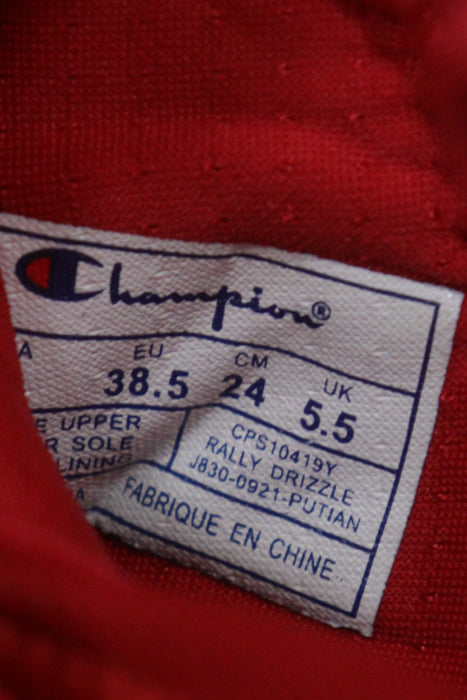 Champion®
A EU CM UK
38.5 24 5.5
E UPPER
R SOLE
LINING
A
CPS10419Y
RALLY DRIZZLE
J830-0921-PUTIAN
FABRIQUE EN CHINE